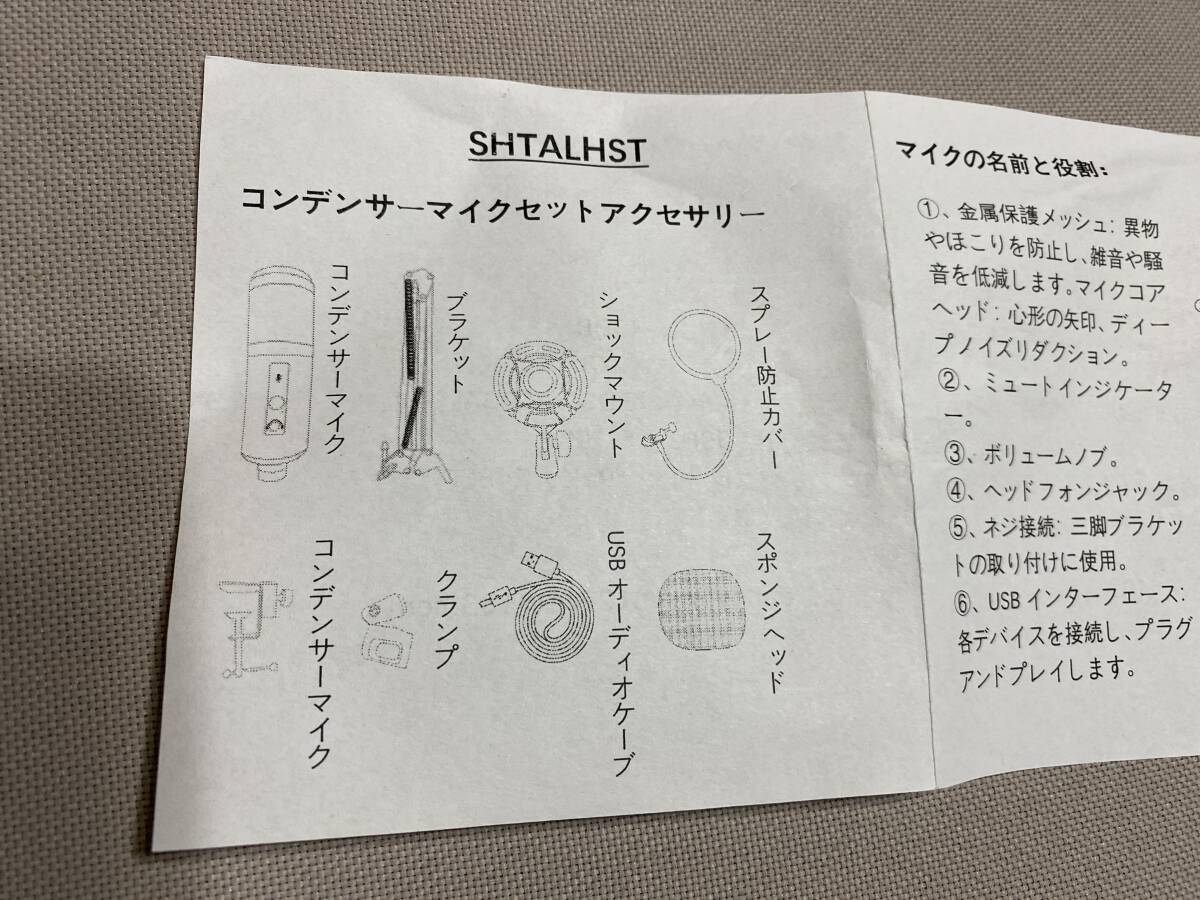 SHTALHST
コンデンサーマイクセットアクセサリー
コンデンサーマイク
ブラケット
ショックマウント
スプレー防止カバー
コンデンサーマイク
クランプ
USBオーディオケーブ
スポンジヘッド
マイクの名前と役割:
①、金属保護メッシュ: 異物
やほこりを防止し、雑音や騒
音を低減します。マイクコア
ヘッド: 心形の矢印、ディー
プノイズリダクション。
②、ミュートインジケータ
ー。
③、ボリュームノブ。
④、ヘッドフォンジャック。
⑤、ネジ接続: 三脚ブラケッ
トの取り付けに使用。
⑥、USB インターフェース:
各デバイスを接続し、プラグ
アンドプレイします。